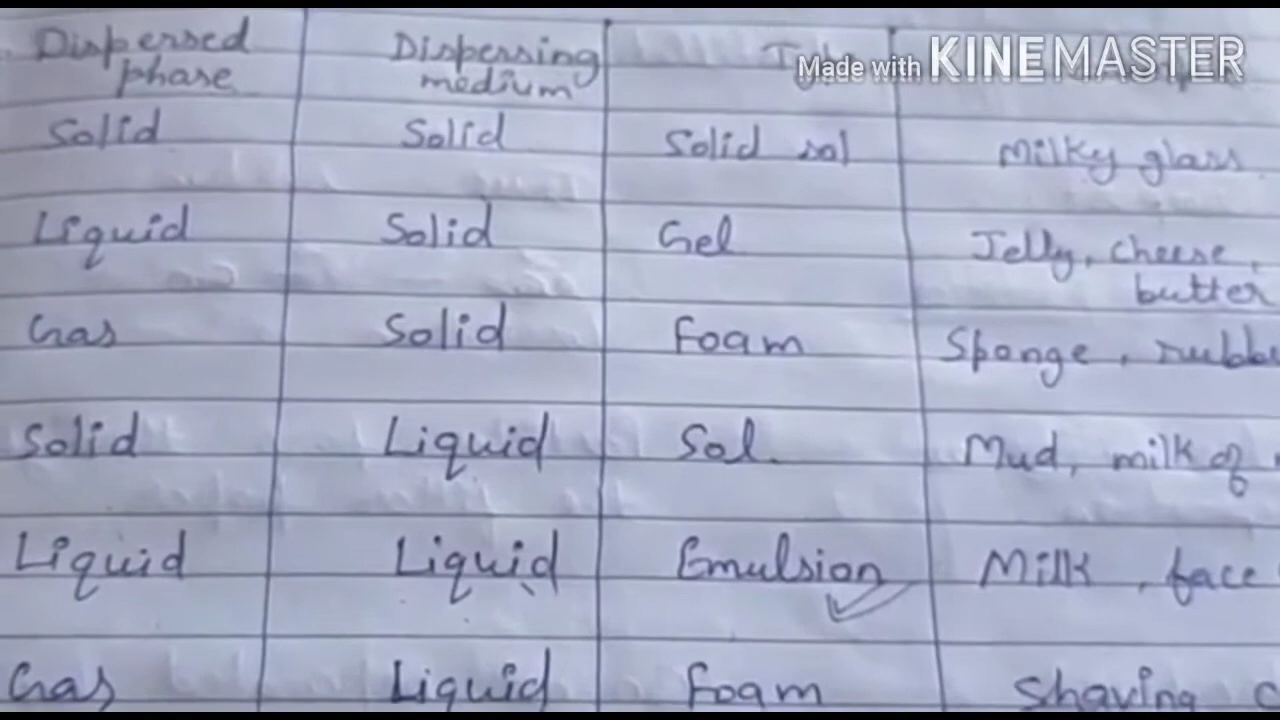 Dispersed phase Dispersing medium Made with KINEMASTER
Solid Solid Solid sol Milky glass
Liquid Solid Gel Jelly, cheese, butter
Gas Solid Foam Sponge,
Solid Liquid Sol. Mud, milk of
Liquid Liquid Emulsion Milk, face
Gas Liquid Foam Shaving